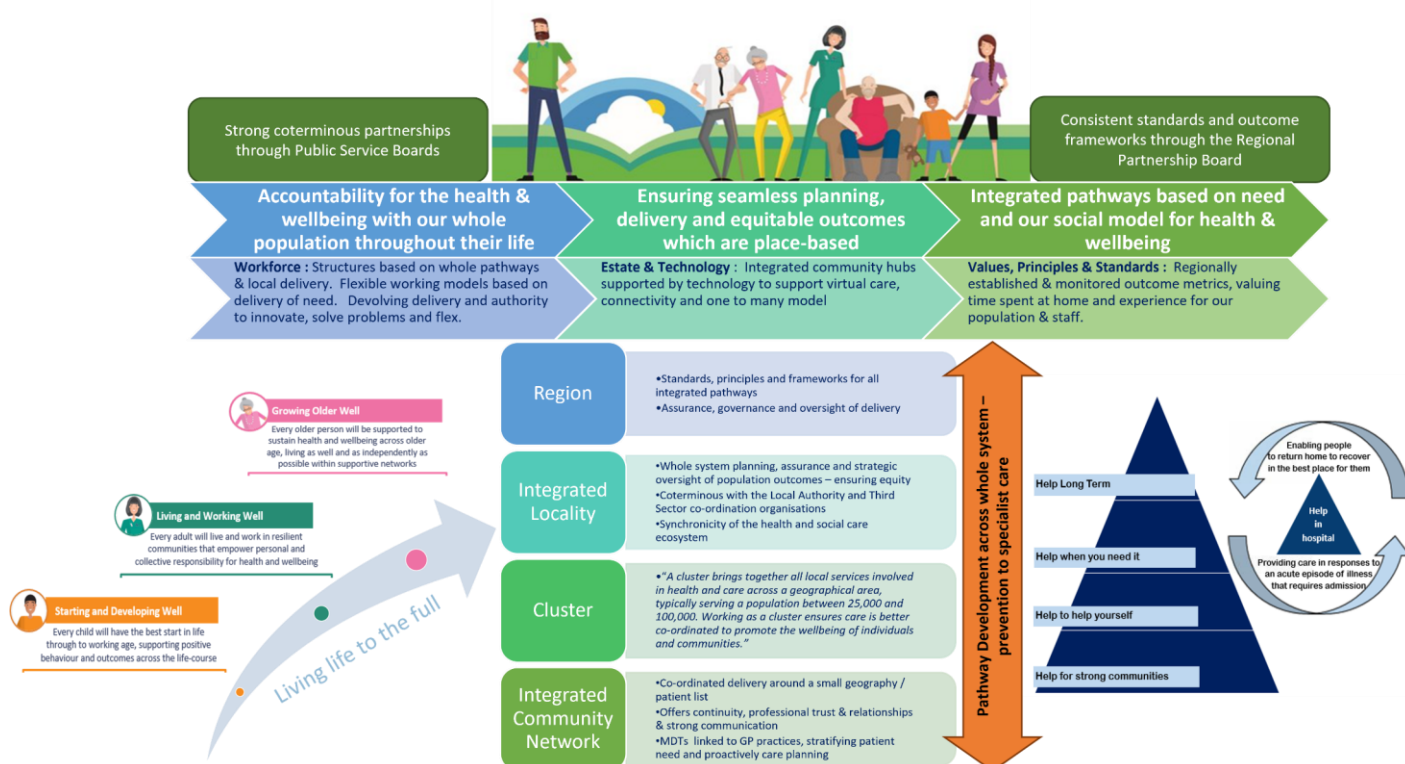 Strong coterminous partnerships
through Public Service Boards
Consistent standards and outcome
frameworks through the Regional
Partnership Board
Accountability for the health &
wellbeing with our whole
population throughout their life
Ensuring seamless planning,
delivery and equitable outcomes
which are place-based
Integrated pathways based on need
and our social model for health &
wellbeing
Workforce : Structures based on whole pathways
& local delivery.  Flexible working models based on
delivery of need.   Devolving delivery and authority
to innovate, solve problems and flex.
Estate & Technology :  Integrated community hubs
supported by technology to support virtual care,
connectivity and one to many model
Values, Principles & Standards :  Regionally
established & monitored outcome metrics, valuing
time spent at home and experience for our
population & staff.
Growing Older Well
Every older person will be supported to
sustain health and wellbeing across older
age, living as well and as independently as
possible within supportive networks
Living and Working Well
Every adult will live and work in resilient
communities that empower personal and
collective responsibility for health and wellbeing
Starting and Developing Well
Every child will have the best start in life
through to working age, supporting positive
behaviour and outcomes across the life-course
Living life to the full
Region
•Standards, principles and frameworks for all
integrated pathways
•Assurance, governance and oversight of delivery
Integrated
Locality
•Whole system planning, assurance and strategic
oversight of population outcomes – ensuring equity
•Coterminous with the Local Authority and Third
Sector co-ordination organisations
•Synchronicity of the health and social care
ecosystem
Cluster
•"A cluster brings together all local services involved
in health and care across a geographical area,
typically serving a population between 25,000 and
100,000. Working as a cluster ensures care is better
co-ordinated to promote the wellbeing of individuals
and communities."
Integrated
Community
Network
•Co-ordinated delivery around a small geography /
patient list
•Offers continuity, professional trust & relationships
& strong communication
•MDTs  linked to GP practices, stratifying patient
need and proactively care planning
Pathway Development across whole system –
prevention to specialist care
Help Long Term
Help when you need it
Help to help yourself
Help for strong communities
Enabling people
to return home to recover
in the best place for them
Help
in
hospital
Providing care in responses to
an acute episode of illness
that requires admission